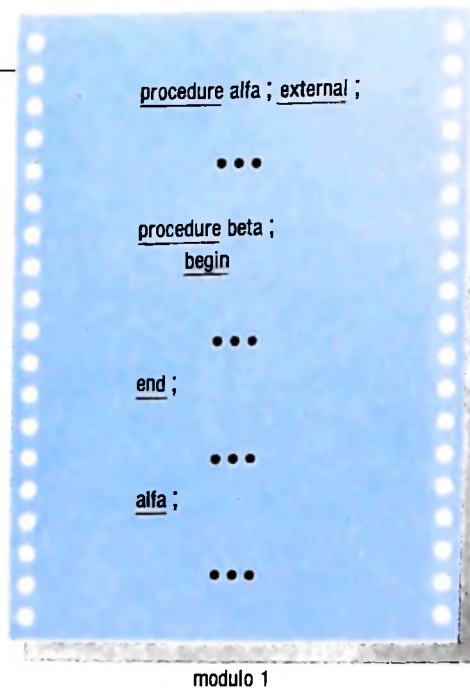 procedure alfa ; external ;
•••
procedure beta ;
begin
•••
end ;
•••
alfa ;
•••
modulo 1